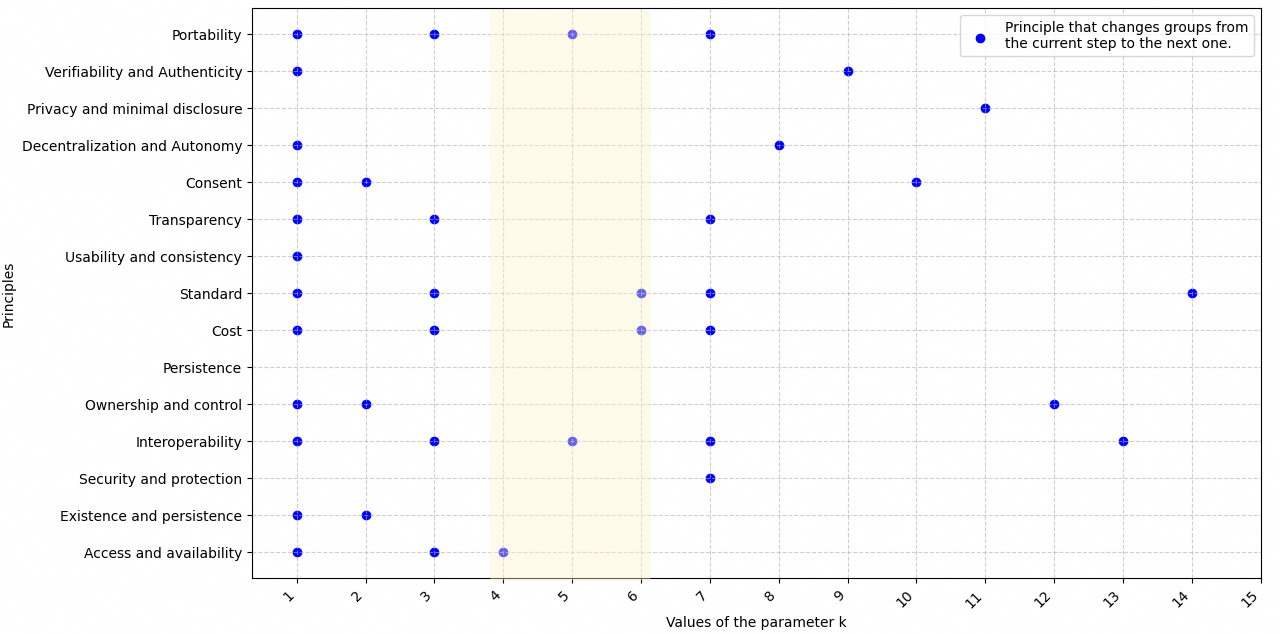 Principle that changes groups from
the current step to the next one.
Principles
Portability
Verifiability and Authenticity
Privacy and minimal disclosure
Decentralization and Autonomy
Consent
Transparency
Usability and consistency
Standard
Cost
Persistence
Ownership and control
Interoperability
Security and protection
Existence and persistence
Access and availability
1 2 3 4 5 6 7 8 9 10 11 12 13 14 15
Values of the parameter k